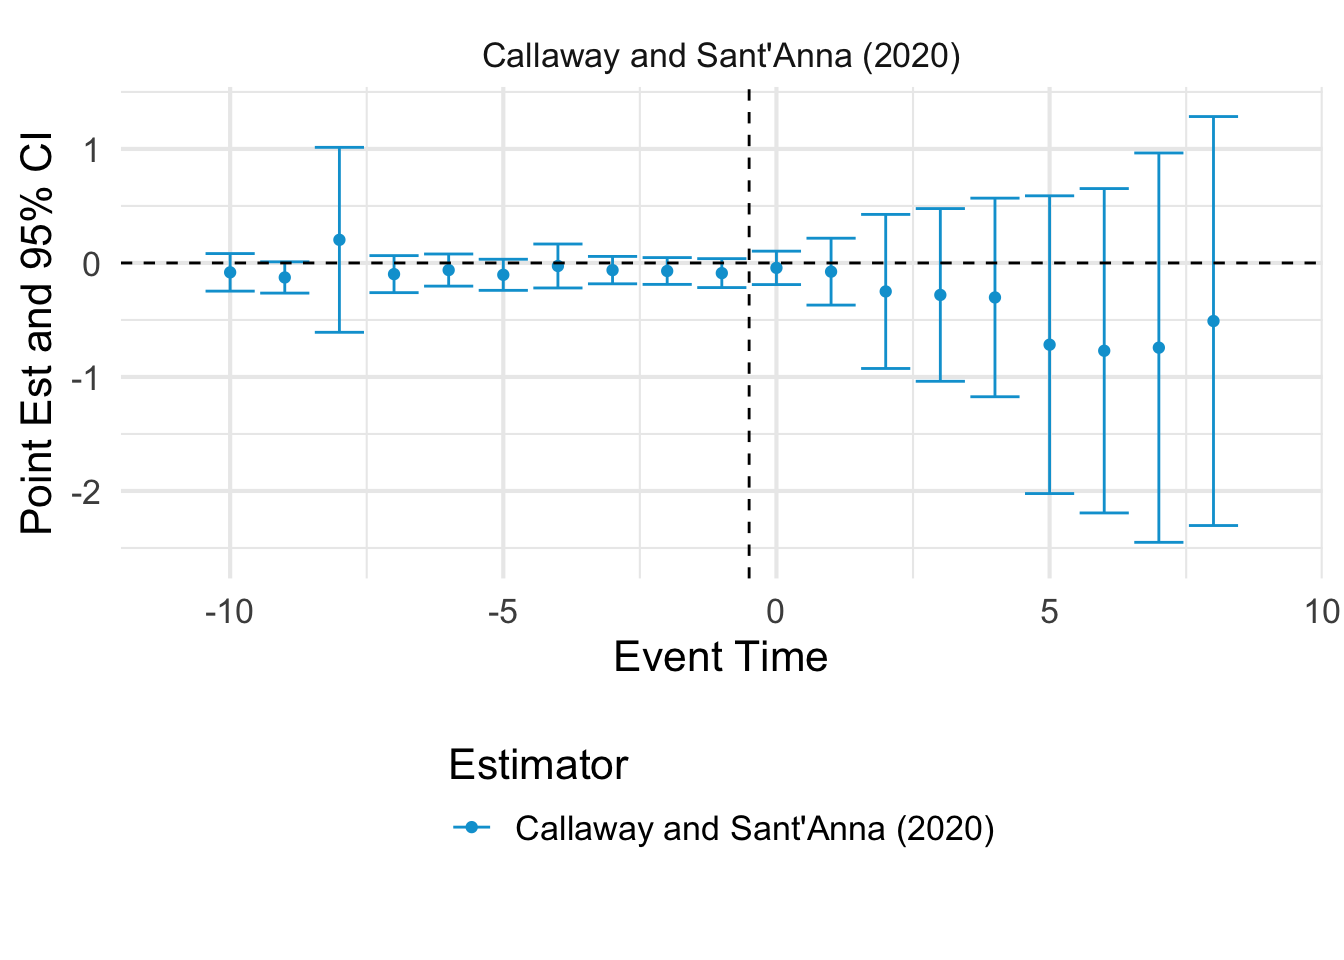 Callaway and Sant'Anna (2020)
Point Est and 95% CI
1
0
-1
-2
-10 -5 0 5 10
Event Time
Estimator
Callaway and Sant'Anna (2020)